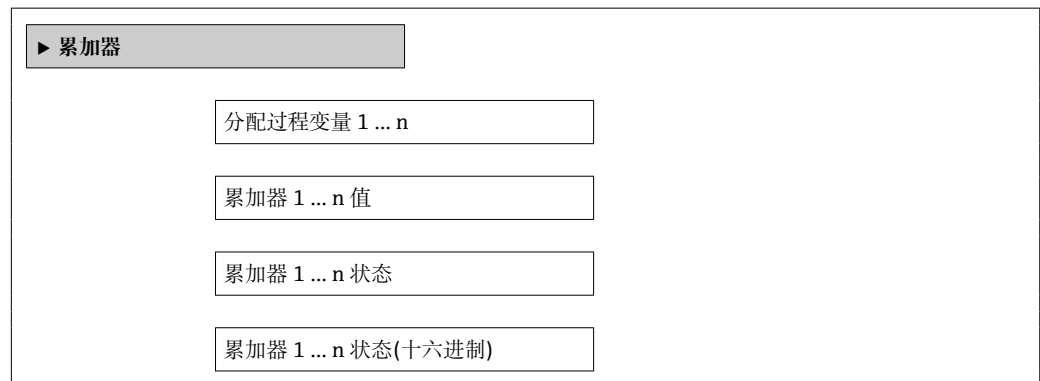 ▶ 累加器
分配过程变量 1 ... n
累加器 1 ... n 值
累加器 1 ... n 状态
累加器 1 ... n 状态(十六进制)